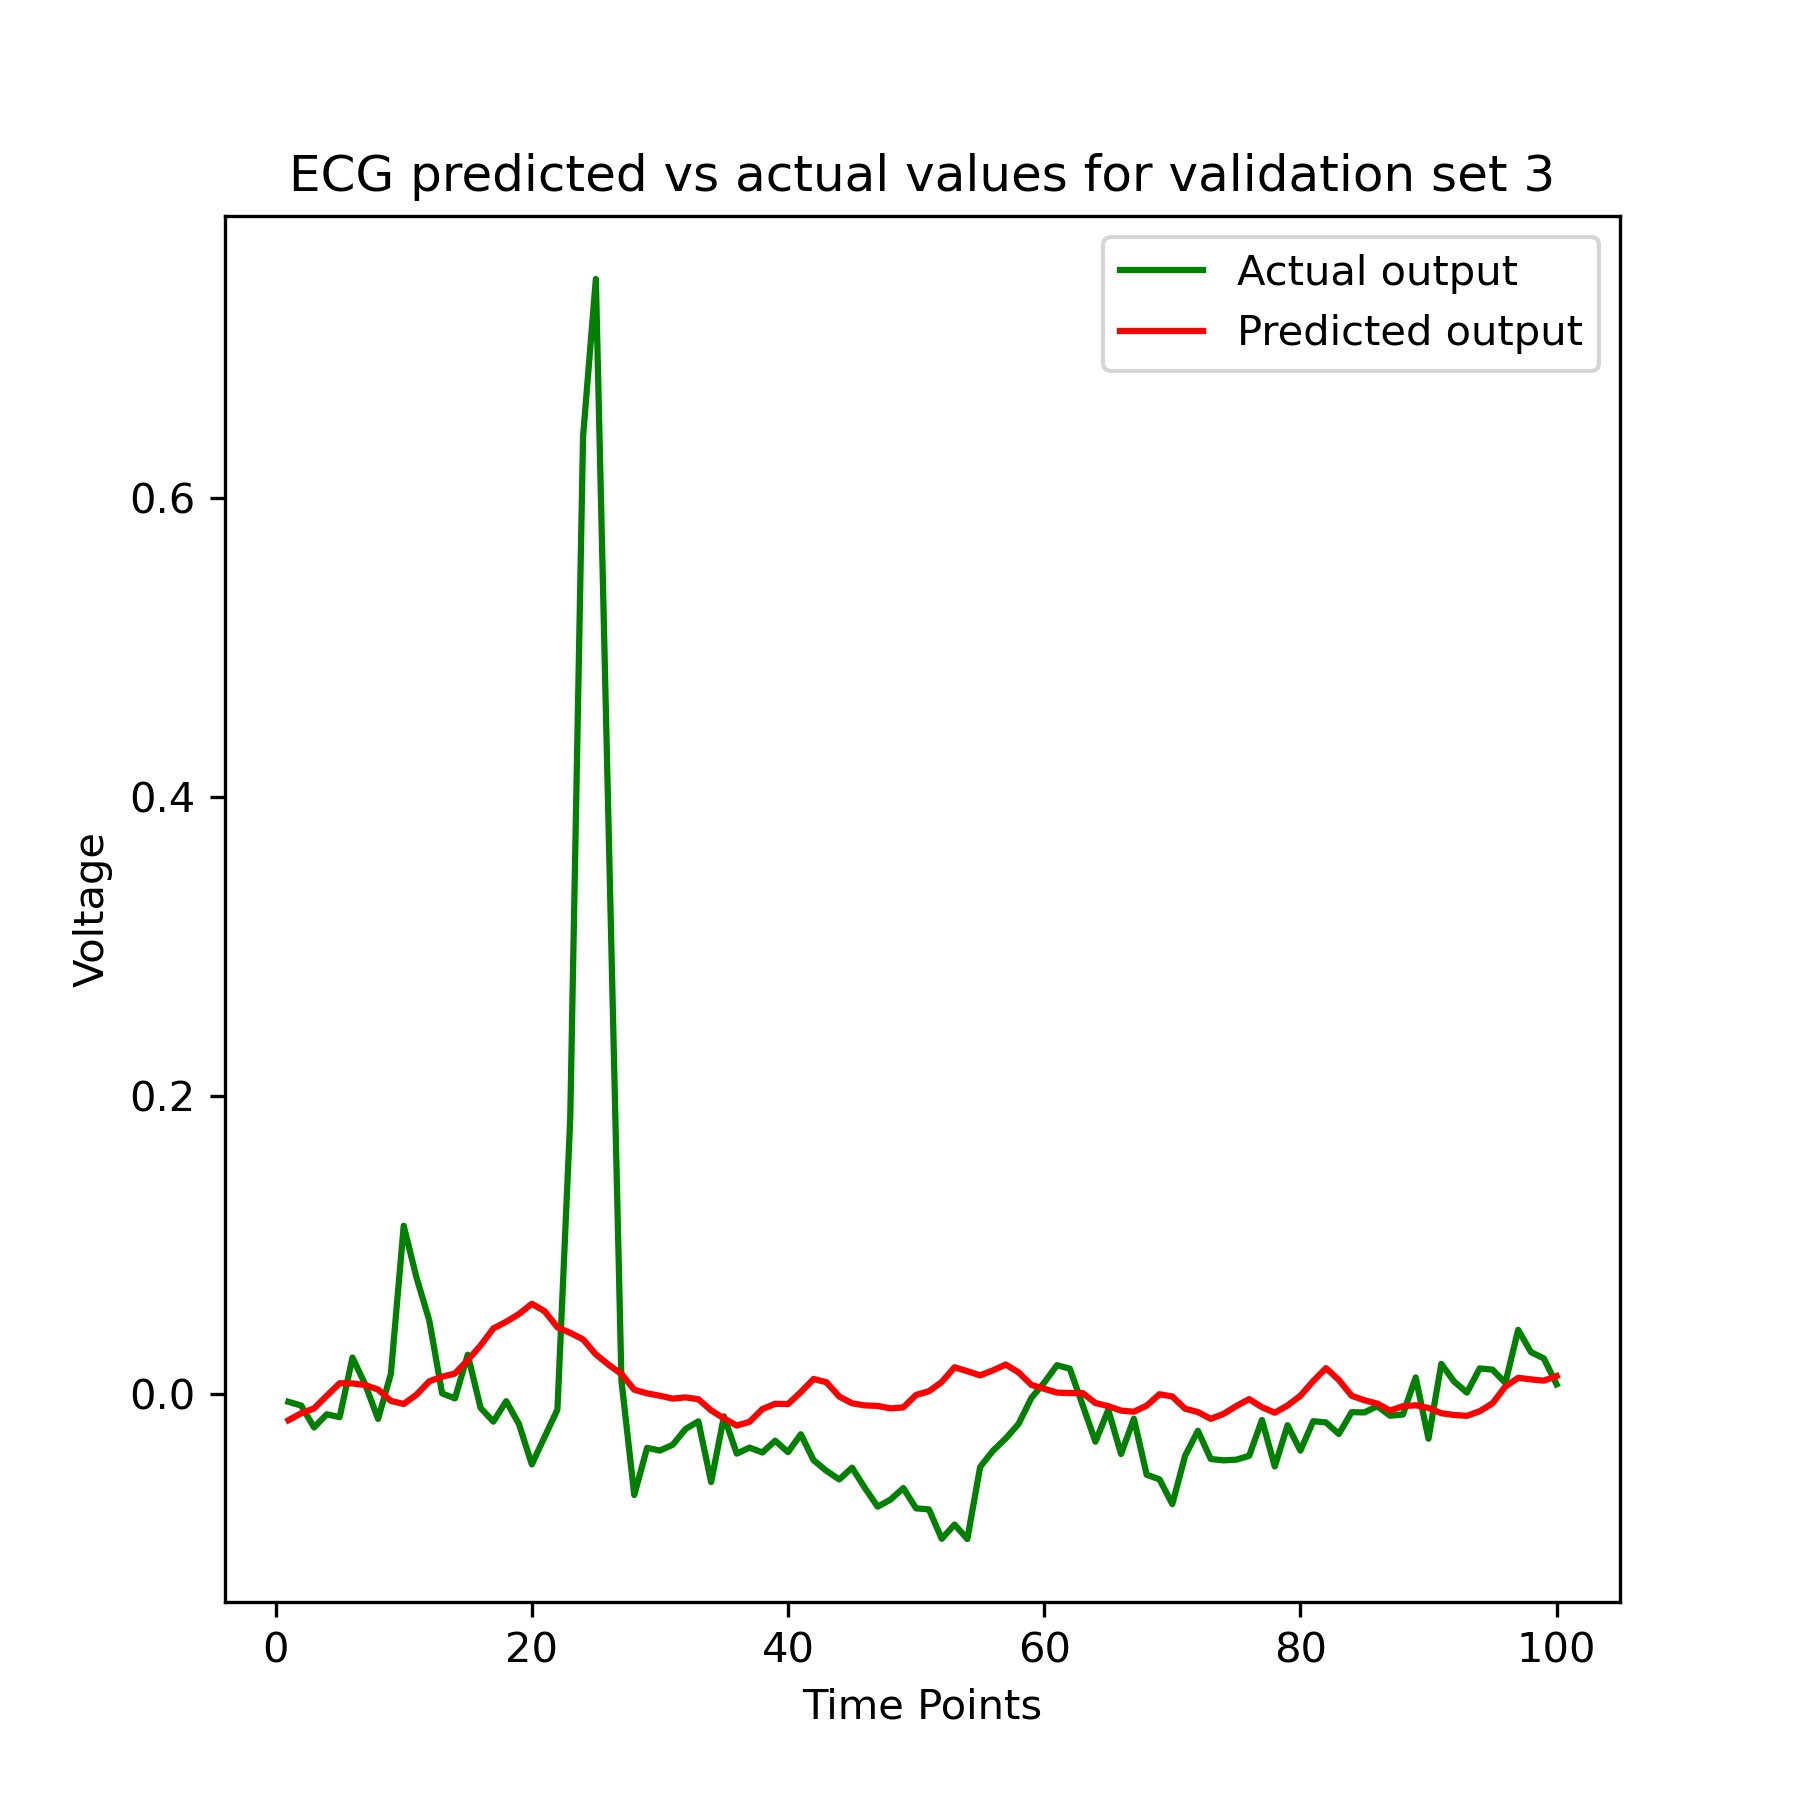 ECG predicted vs actual values for validation set 3
Actual output
Predicted output
0.6
0.4
0.2
0.0
Voltage
0 20 40 60 80 100
Time Points